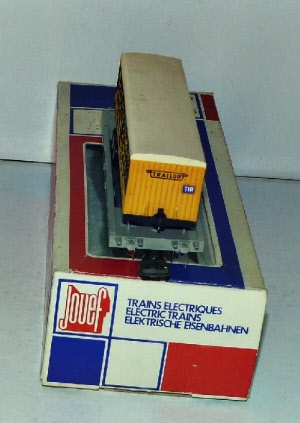 TRAILER
TIR
Jouef
TRAINS ELECTRIQUES
ELECTRIC TRAINS
ELEKTRISCHE EISENBAHNEN